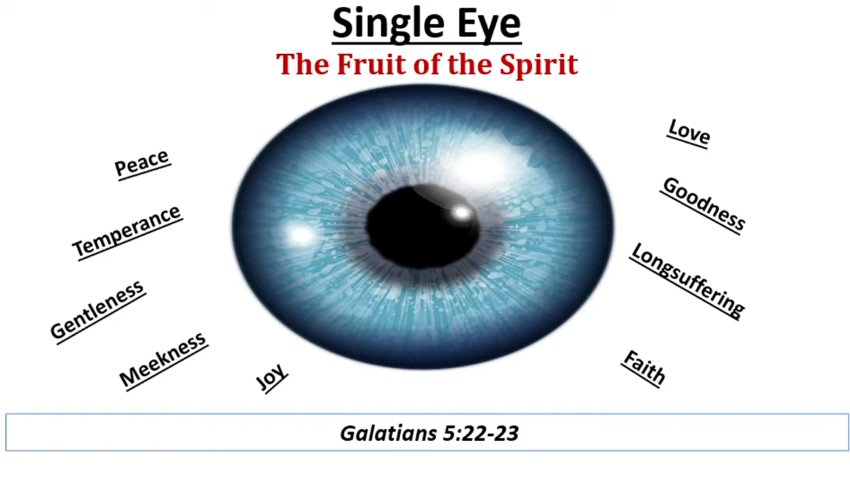 Single Eye
The Fruit of the Spirit
Peace
Temperance
Gentleness
Meekness
Joy
Love
Goodness
Longsuffering
Faith
Galatians 5:22-23